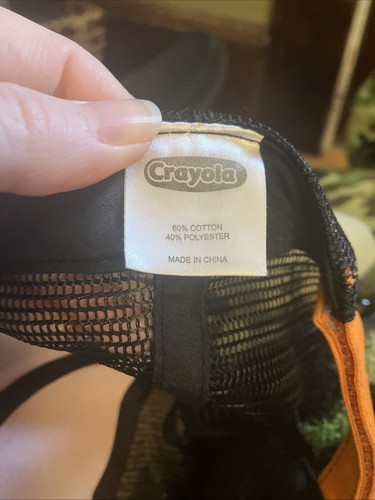 Crayola
60% COTTON
40% POLYESTER
MADE IN CHINA